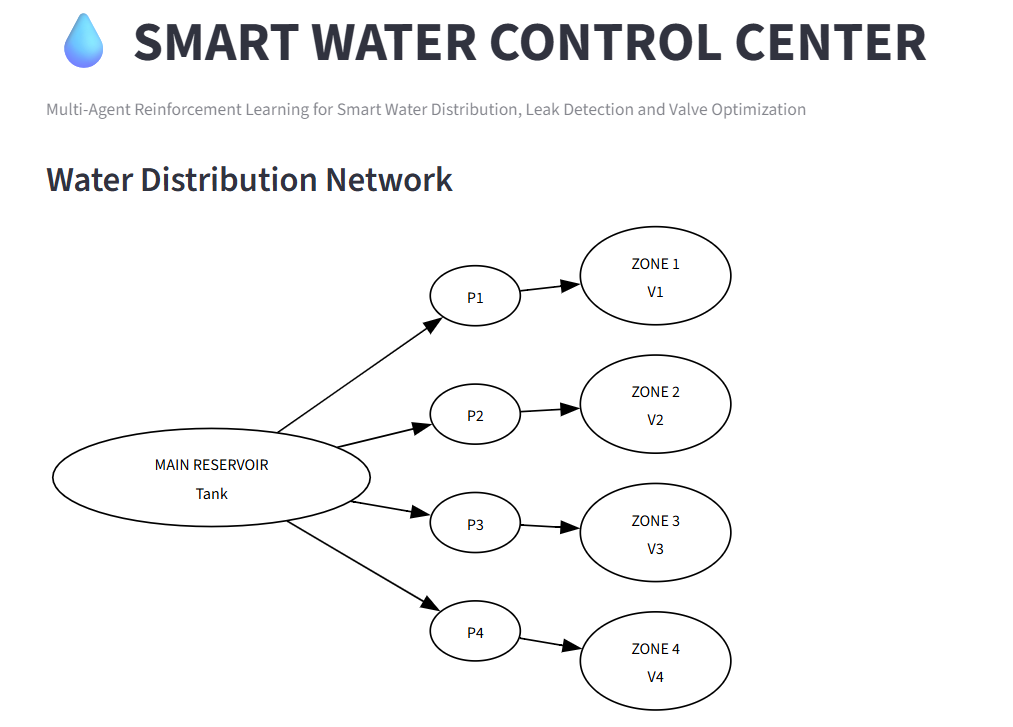 SMART WATER CONTROL CENTER
Multi-Agent Reinforcement Learning for Smart Water Distribution, Leak Detection and Valve Optimization
Water Distribution Network
MAIN RESERVOIR
Tank
P1
ZONE 1
V1
P2
ZONE 2
V2
P3
ZONE 3
V3
P4
ZONE 4
V4